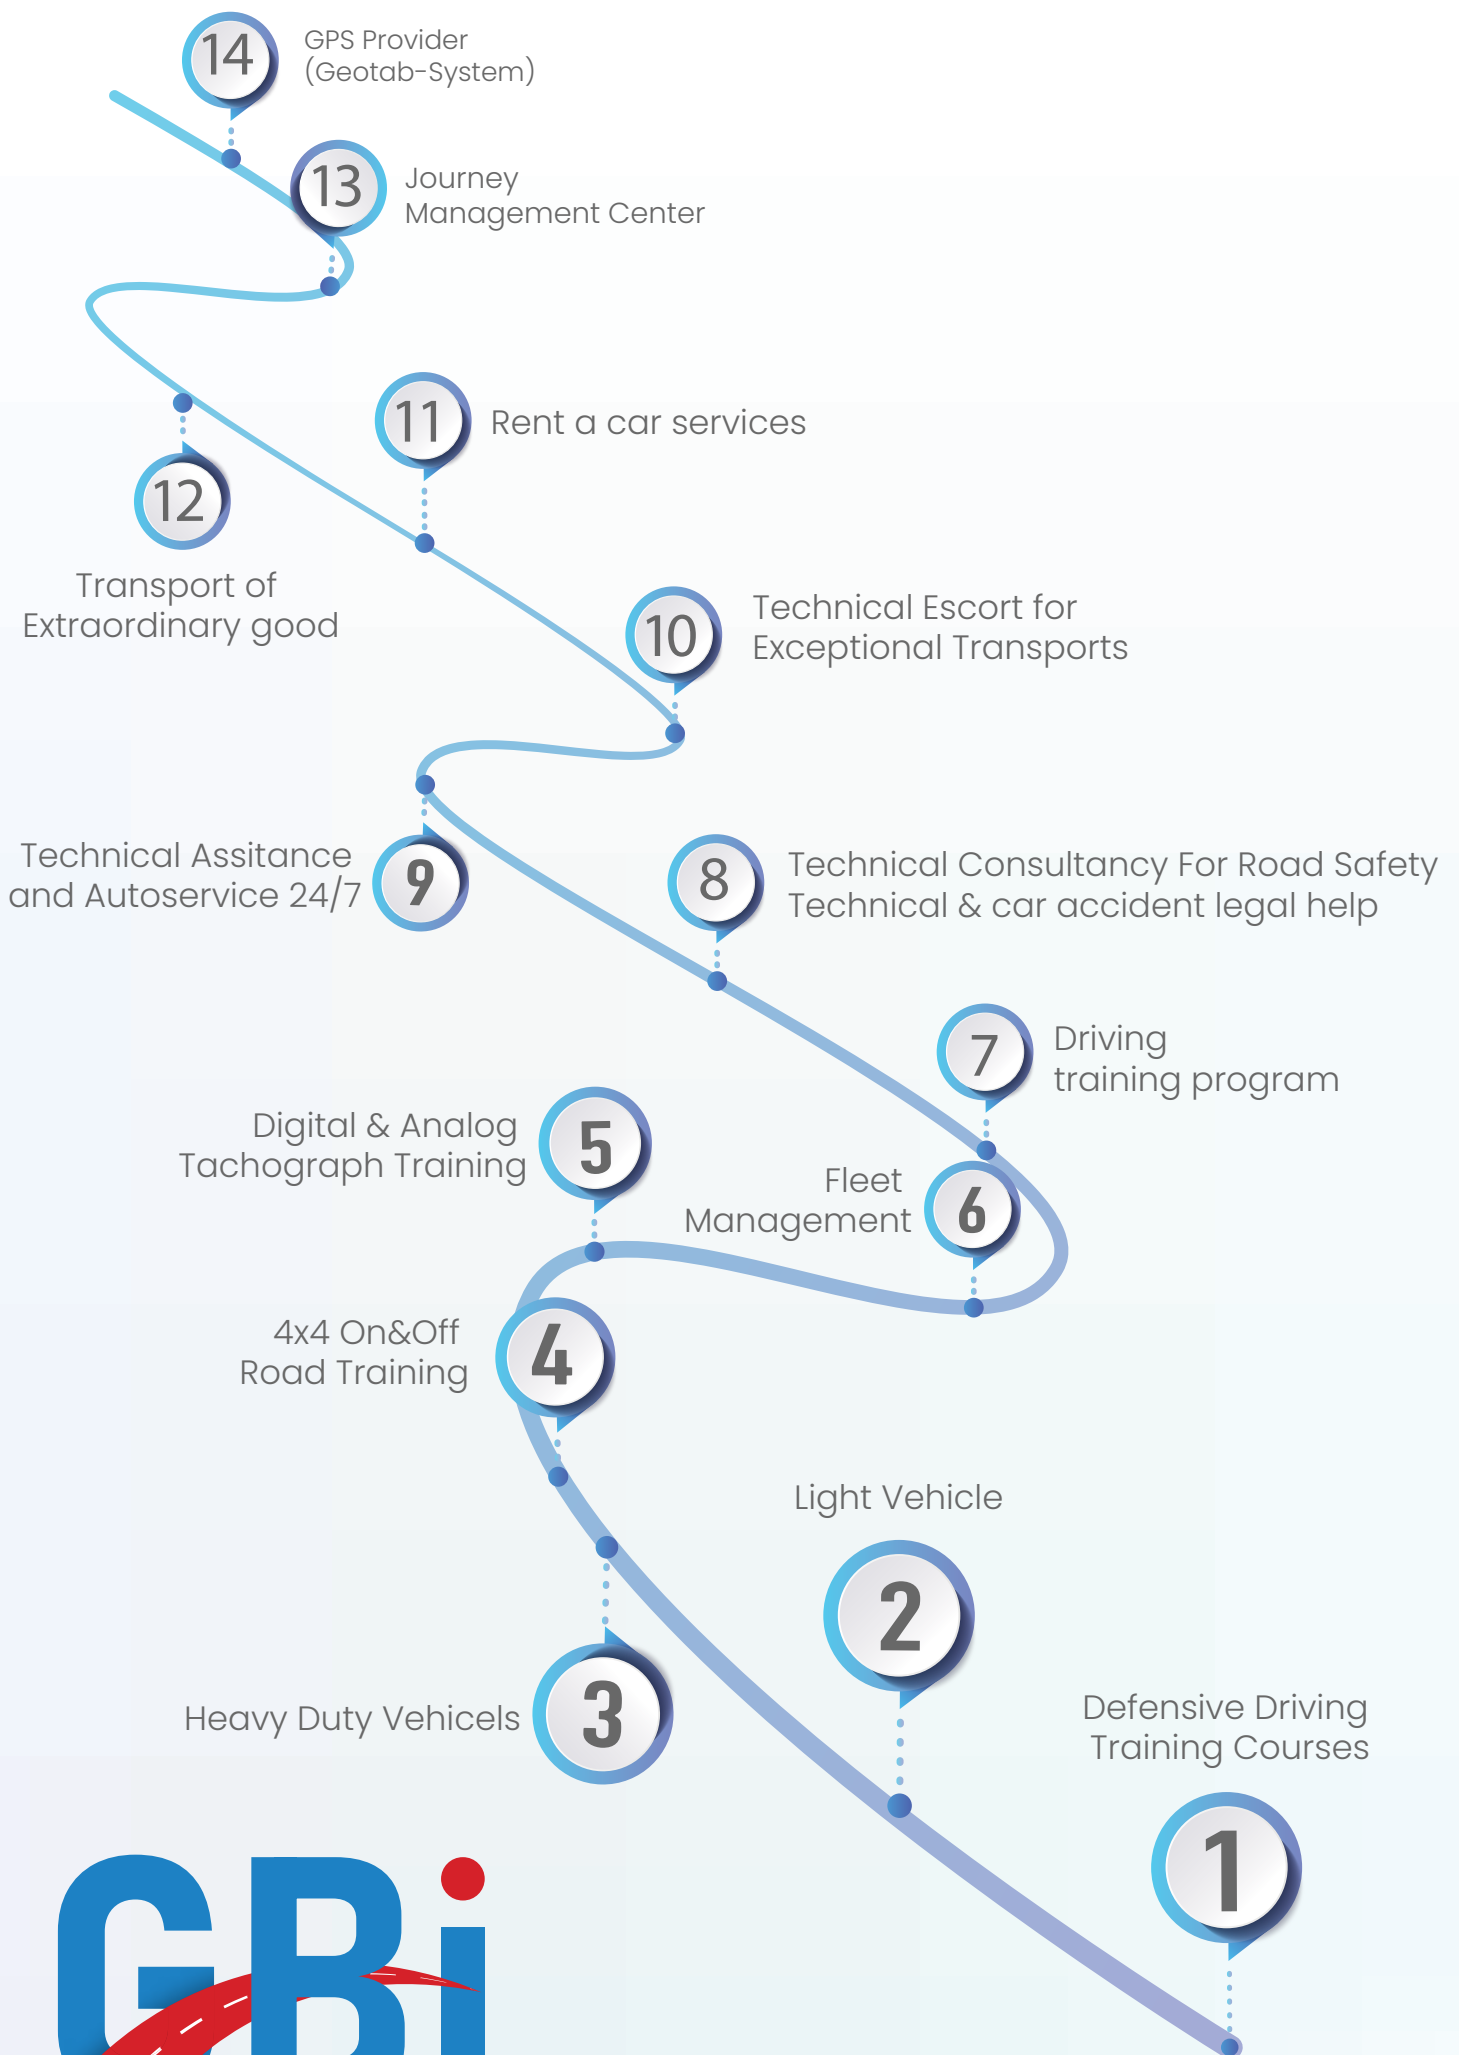 14
GPS Provider
(Geotab-System)
13
Journey
Management Center
11
Rent a car services
12
Transport of
Extraordinary good
10
Technical Escort for
Exceptional Transports
Technical Assitance
and Autoservice 24/7
9
8
Technical Consultancy For Road Safety
Technical & car accident legal help
7
Driving
training program
Digital & Analog
Tachograph Training
5
Fleet
Management
6
4x4 On&Off
Road Training
4
Light Vehicle
2
Heavy Duty Vehicels
3
Defensive Driving
Training Courses
1
GBi